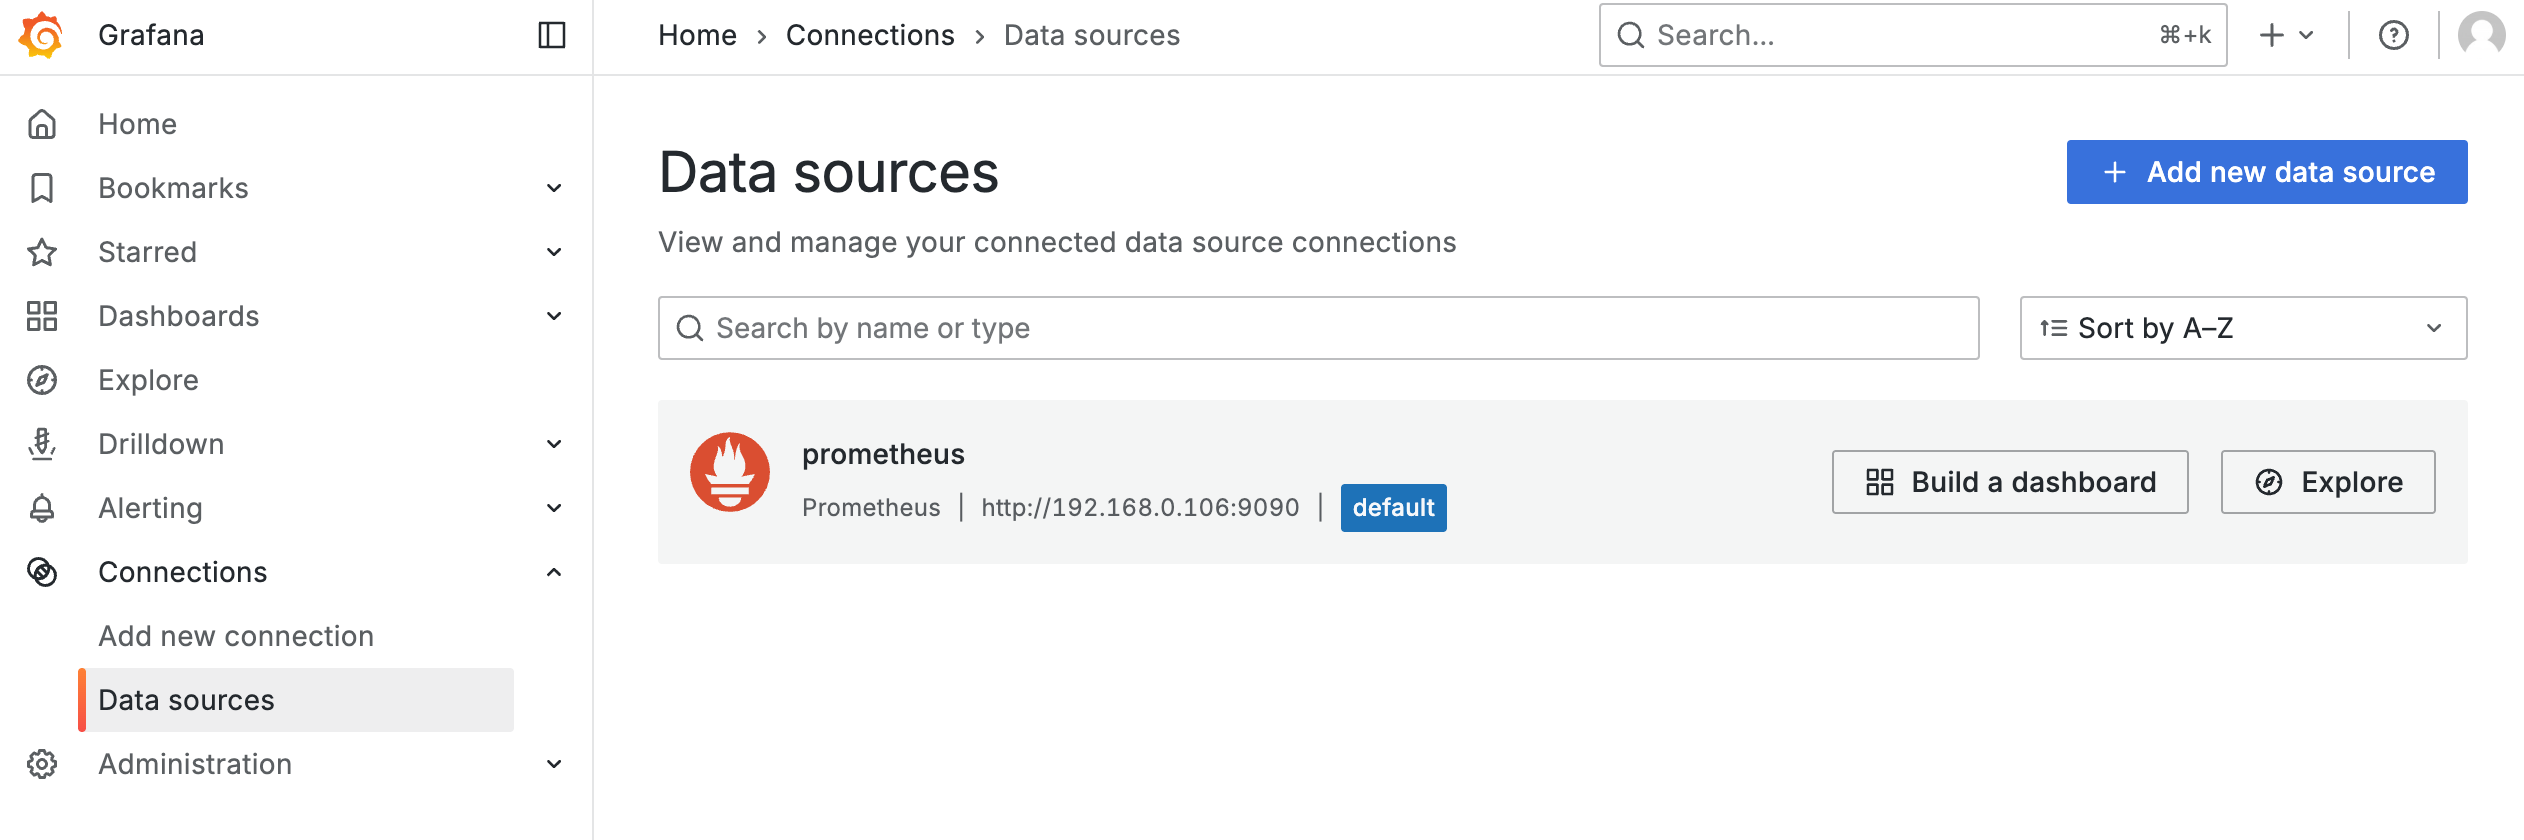 Grafana
Home
Bookmarks
Starred
Dashboards
Explore
Drilldown
Alerting
Connections
Add new connection
Data sources
Administration
Home › Connections › Data sources
Search... ⌘+k
Data sources
Add new data source
View and manage your connected data source connections
Search by name or type
Sort by A–Z
prometheus
Prometheus | http://192.168.0.106:9090 | default
Build a dashboard
Explore